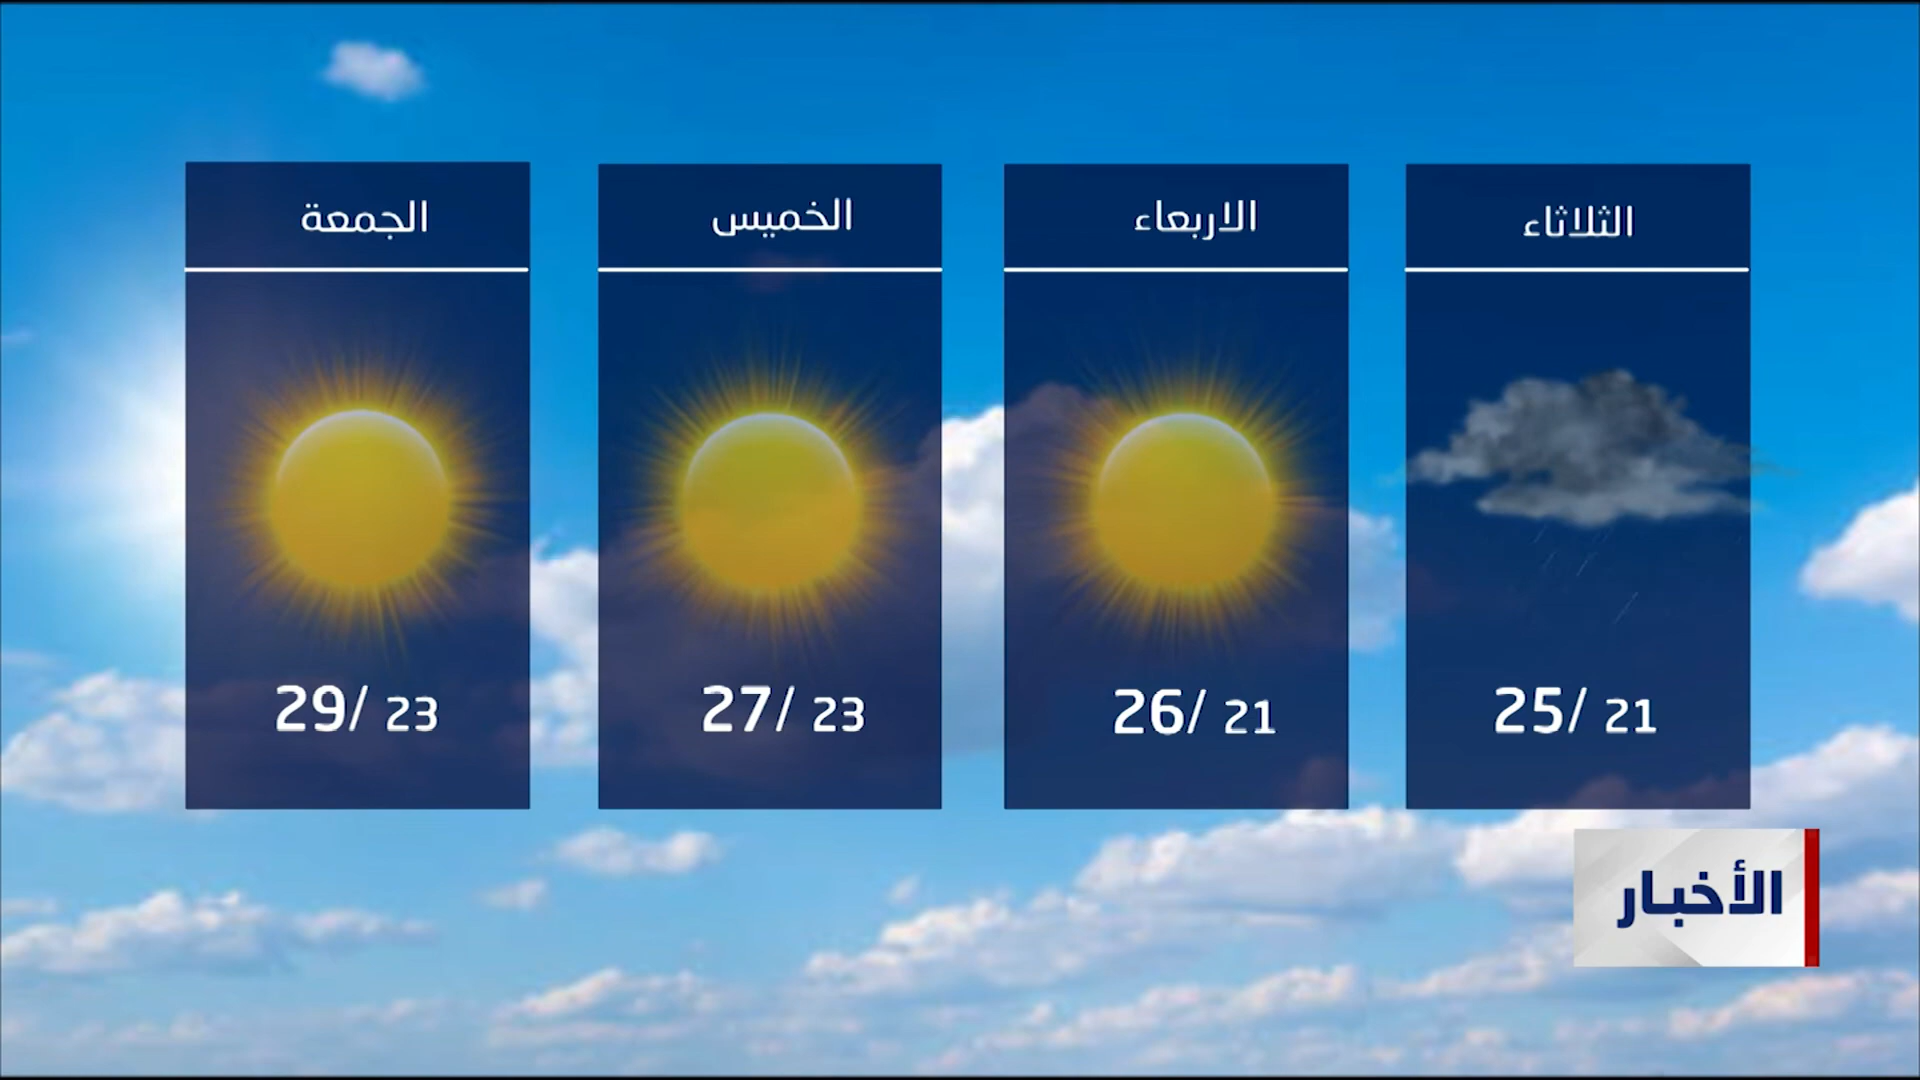 الثلاثاء
25/ 21
الاربعاء
26/ 21
الخميس
27/ 23
الجمعة
29/ 23
الأخبار